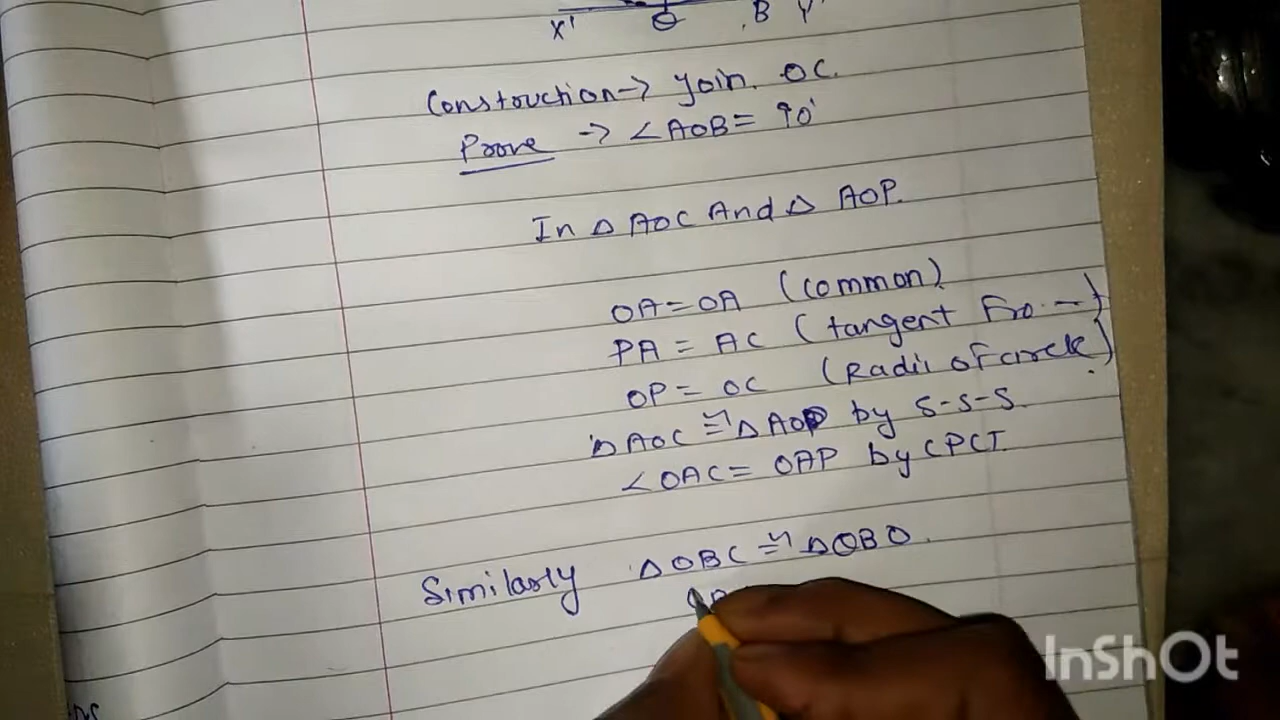 X' Q B Y'
Construction → Join. OC.
Prove → ∠AOB = 90°
In △ AOC And △ AOP.
OA = OA (common)
PA = AC (tangent Fro. — )
OP = OC (Radii of circle)
△AOC ≅ △AOP by S-S-S.
∠OAC = OAP by CPCT.
Similarly △OBC ≅ △QBO.
InShOt